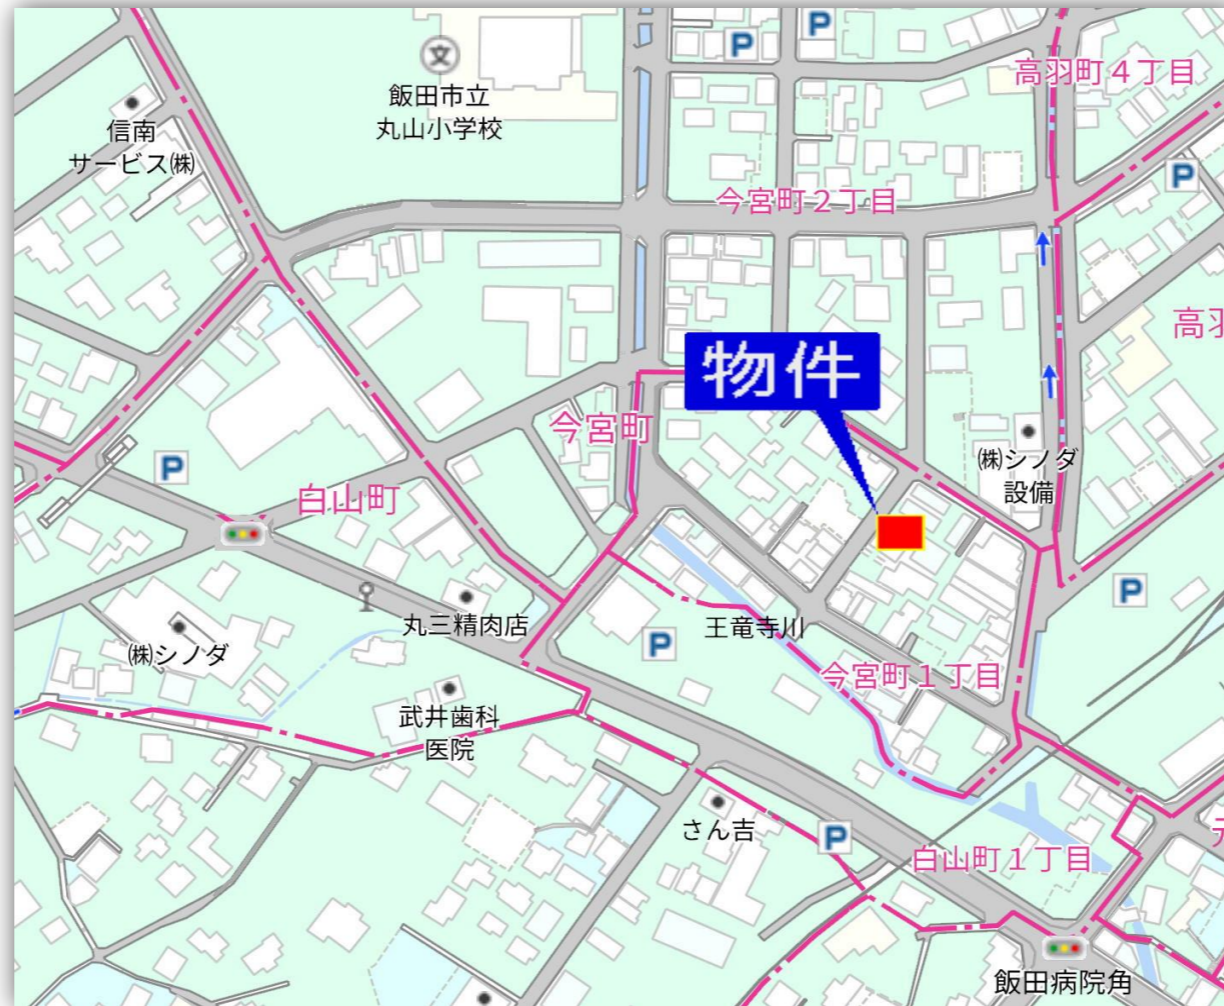 P
P
文
飯田市立
丸山小学校
高羽町4丁目
信南
サービス㈱
P
今宮町2丁目
高羽
物件
今宮町
㈱シノダ
設備
P
白山町
P
丸三精肉店
王竜寺川
P
㈱シノダ
今宮町1丁目
武井歯科
医院
さん吉
P
白山町1丁目
飯田病院角